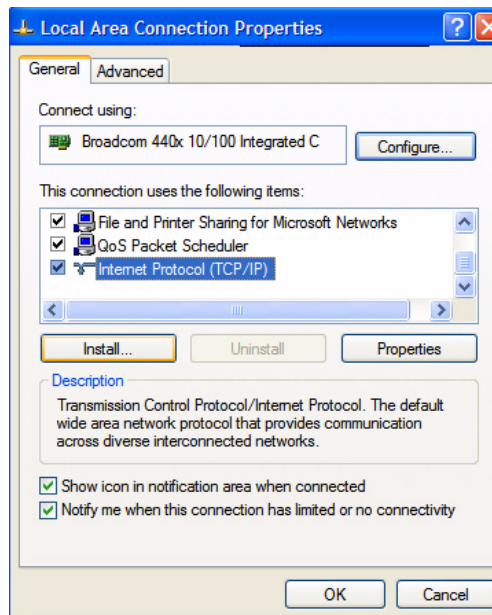 Local Area Connection Properties
General Advanced
Connect using:
Broadcom 440x 10/100 Integrated C Configure...
This connection uses the following items:
File and Printer Sharing for Microsoft Networks
QoS Packet Scheduler
Internet Protocol (TCP/IP)
Install... Uninstall Properties
Description
Transmission Control Protocol/Internet Protocol. The default
wide area network protocol that provides communication
across diverse interconnected networks.
Show icon in notification area when connected
Notify me when this connection has limited or no connectivity
OK Cancel